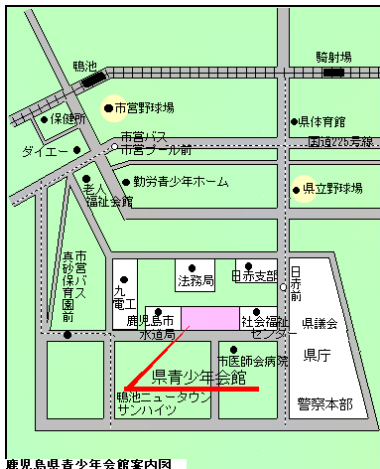 鴨池
騎射場
市営野球場
保健所
県体育館
市営バス
市営プール前
国道225号線
ダイエー
老人
福祉会館
勤労青少年ホーム
県立野球場
市営バス
真砂保育園前
九電工
法務局
日赤支部
日赤前
鹿児島市
水道局
社会福祉
センター
県議会
県庁
市医師会病院
県青少年会館
鴨池ニュータウン
サンハイツ
警察本部
鹿児島県青少年会館案内図